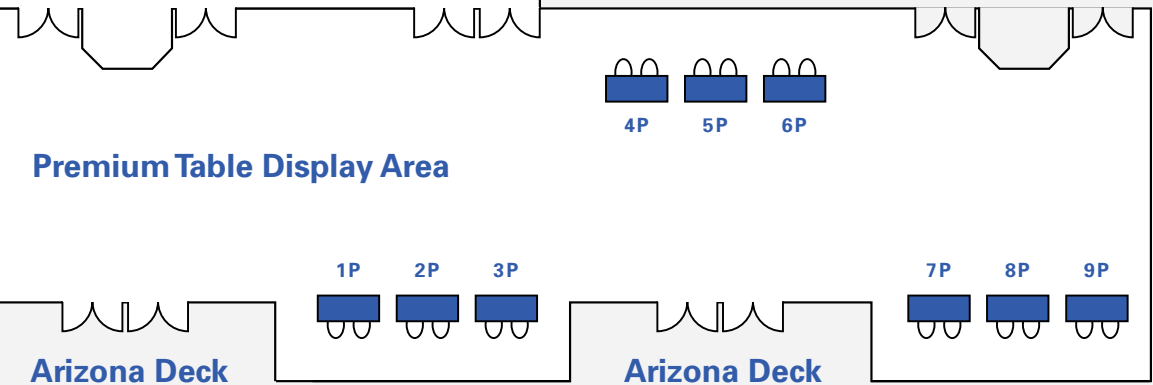 4P 5P 6P
Premium Table Display Area
1P 2P 3P 7P 8P 9P
Arizona Deck Arizona Deck